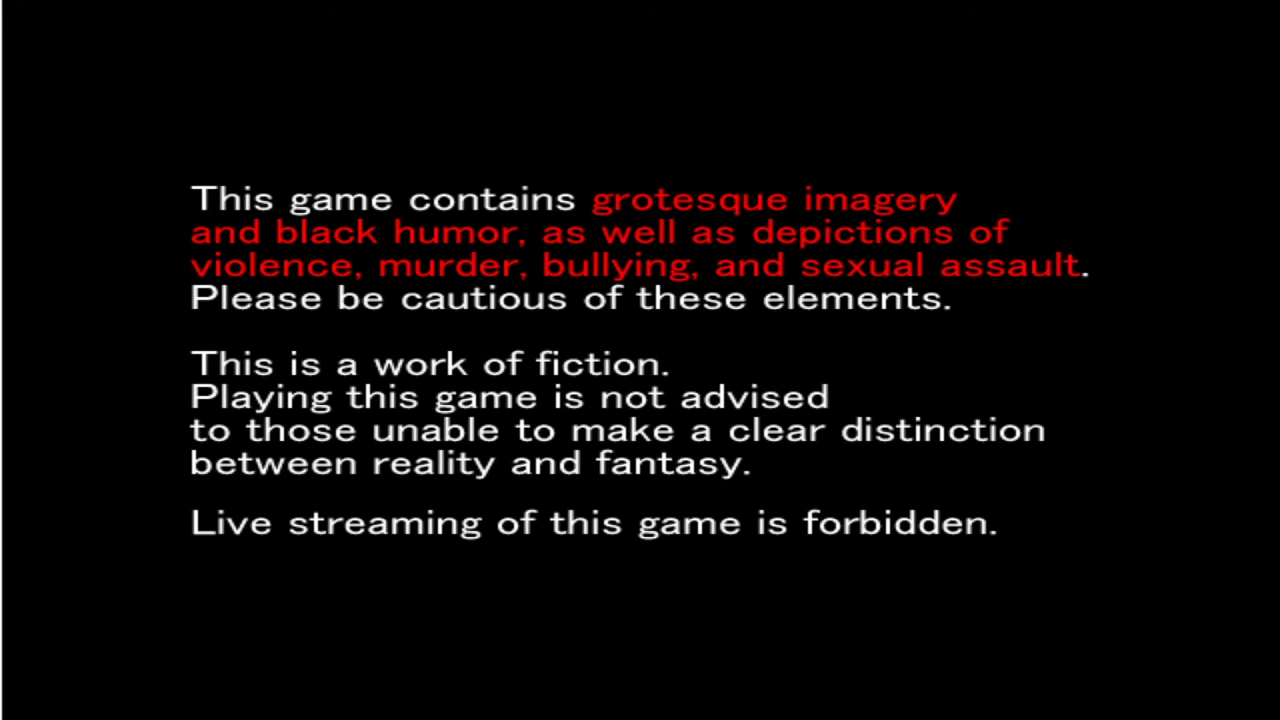 This game contains grotesque imagery
and black humor, as well as depictions of
violence, murder, bullying, and sexual assault.
Please be cautious of these elements.
This is a work of fiction.
Playing this game is not advised
to those unable to make a clear distinction
between reality and fantasy.
Live streaming of this game is forbidden.